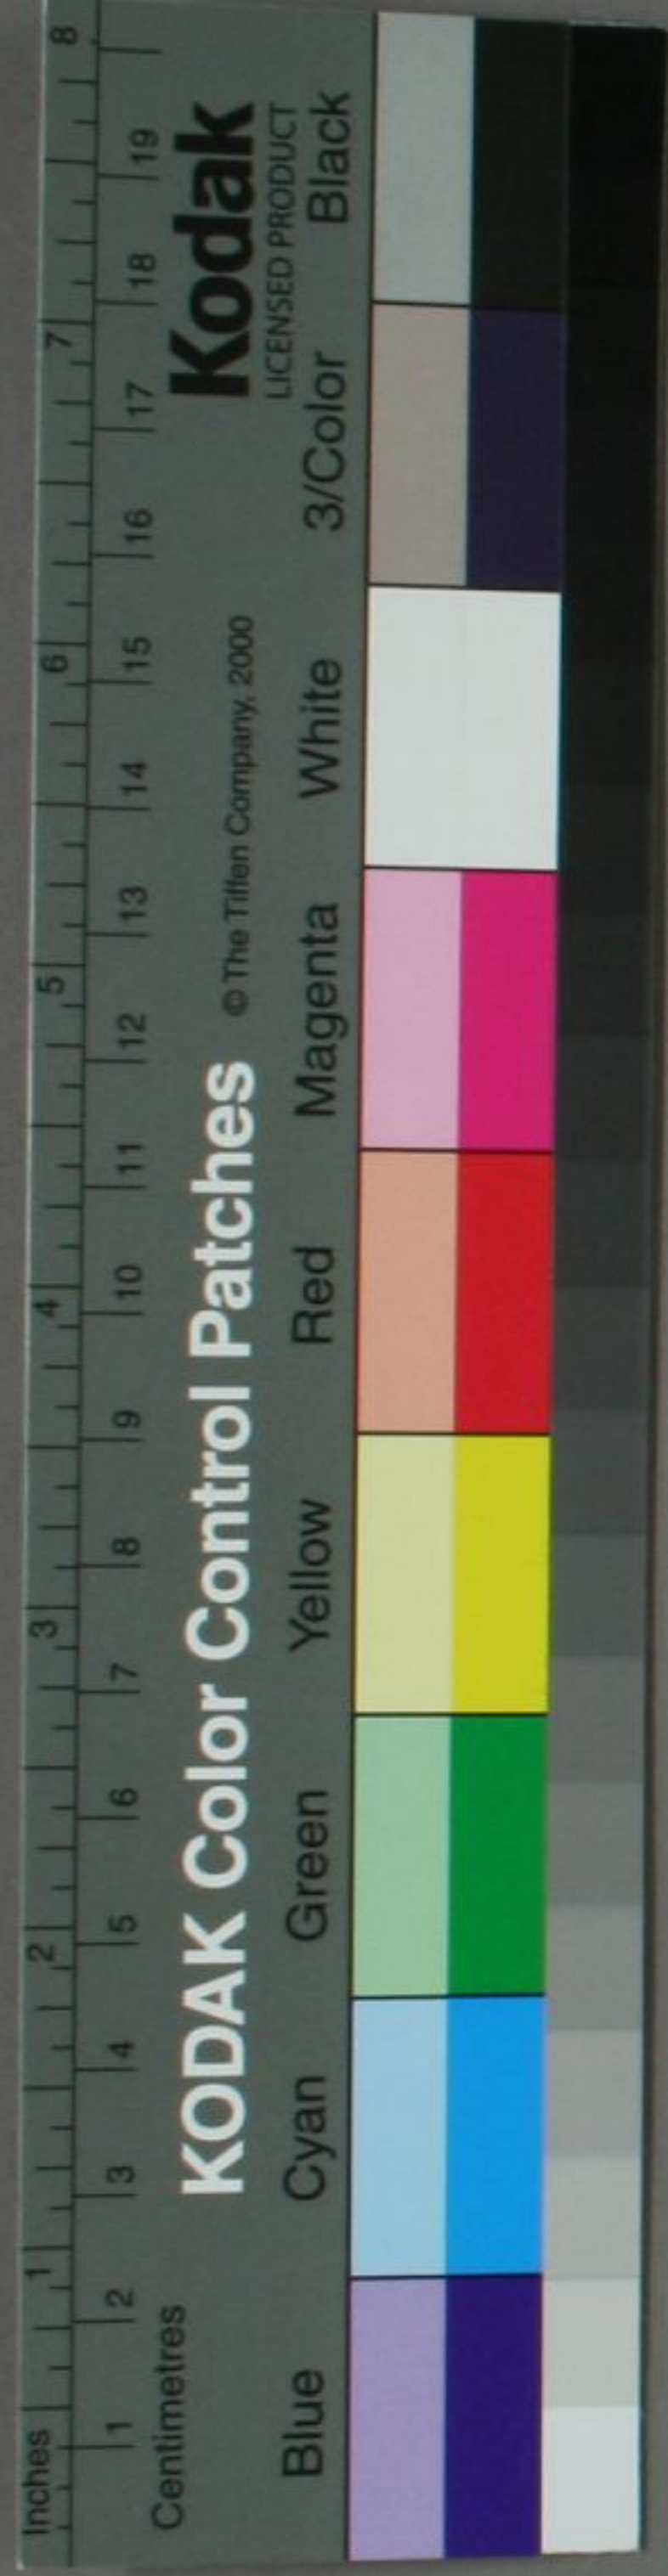 Inches 1 2 3 4 5 6 7 8
Centimetres 1 2 3 4 5 6 7 8 9 10 11 12 13 14 15 16 17 18 19
KODAK Color Control Patches © The Tiffen Company, 2000 Kodak
LICENSED PRODUCT
Blue Cyan Green Yellow Red Magenta White 3/Color Black